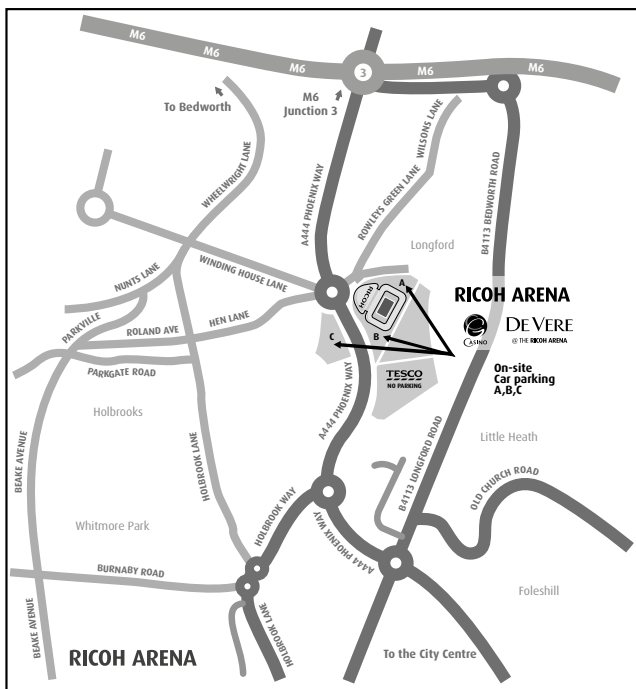 M6
M6
M6
3
M6
M6
M6
Junction 3
To Bedworth
WHEELWRIGHT LANE
A444 PHOENIX WAY
ROWLEYS GREEN LANE
WILSONS LANE
B4113 BEDWORTH ROAD
Longford
NUNTS LANE
WINDING HOUSE LANE
PARKVILLE
ROLAND AVE
HEN LANE
PARKGATE ROAD
RICOH
A
B
C
RICOH ARENA
CASINO
DE VERE
@ THE RICOH ARENA
TESCO
NO PARKING
On-site
Car parking
A,B,C
A444 PHOENIX WAY
Holbrooks
BEAKE AVENUE
HOLBROOK LANE
B4113 LONGFORD ROAD
Little Heath
OLD CHURCH ROAD
Whitmore Park
HOLBROOK WAY
A444 PHOENIX WAY
BURNABY ROAD
Foleshill
BEAKE AVENUE
HOLBROOK LANE
RICOH ARENA
To the City Centre